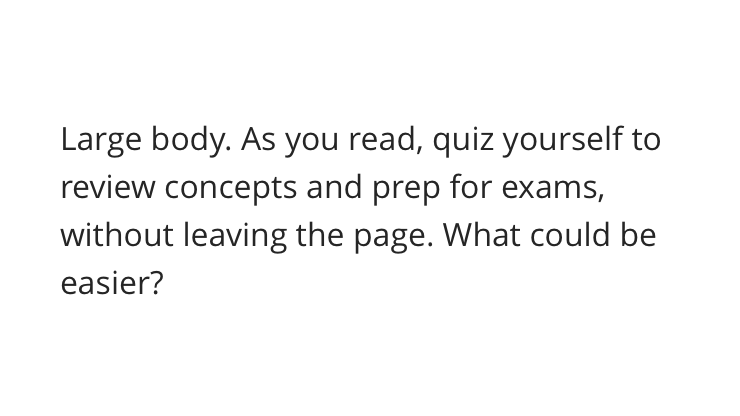 Large body. As you read, quiz yourself to
review concepts and prep for exams,
without leaving the page. What could be
easier?